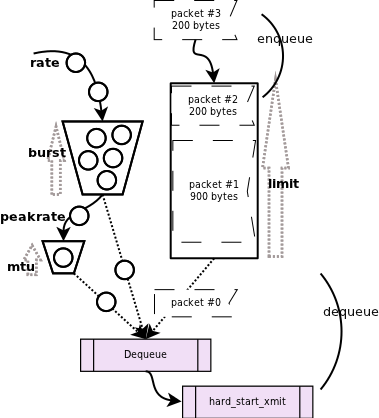 packet #3
200 bytes
enqueue
rate
packet #2
200 bytes
burst
packet #1
900 bytes
limit
peakrate
mtu
packet #0
dequeue
Dequeue
hard_start_xmit